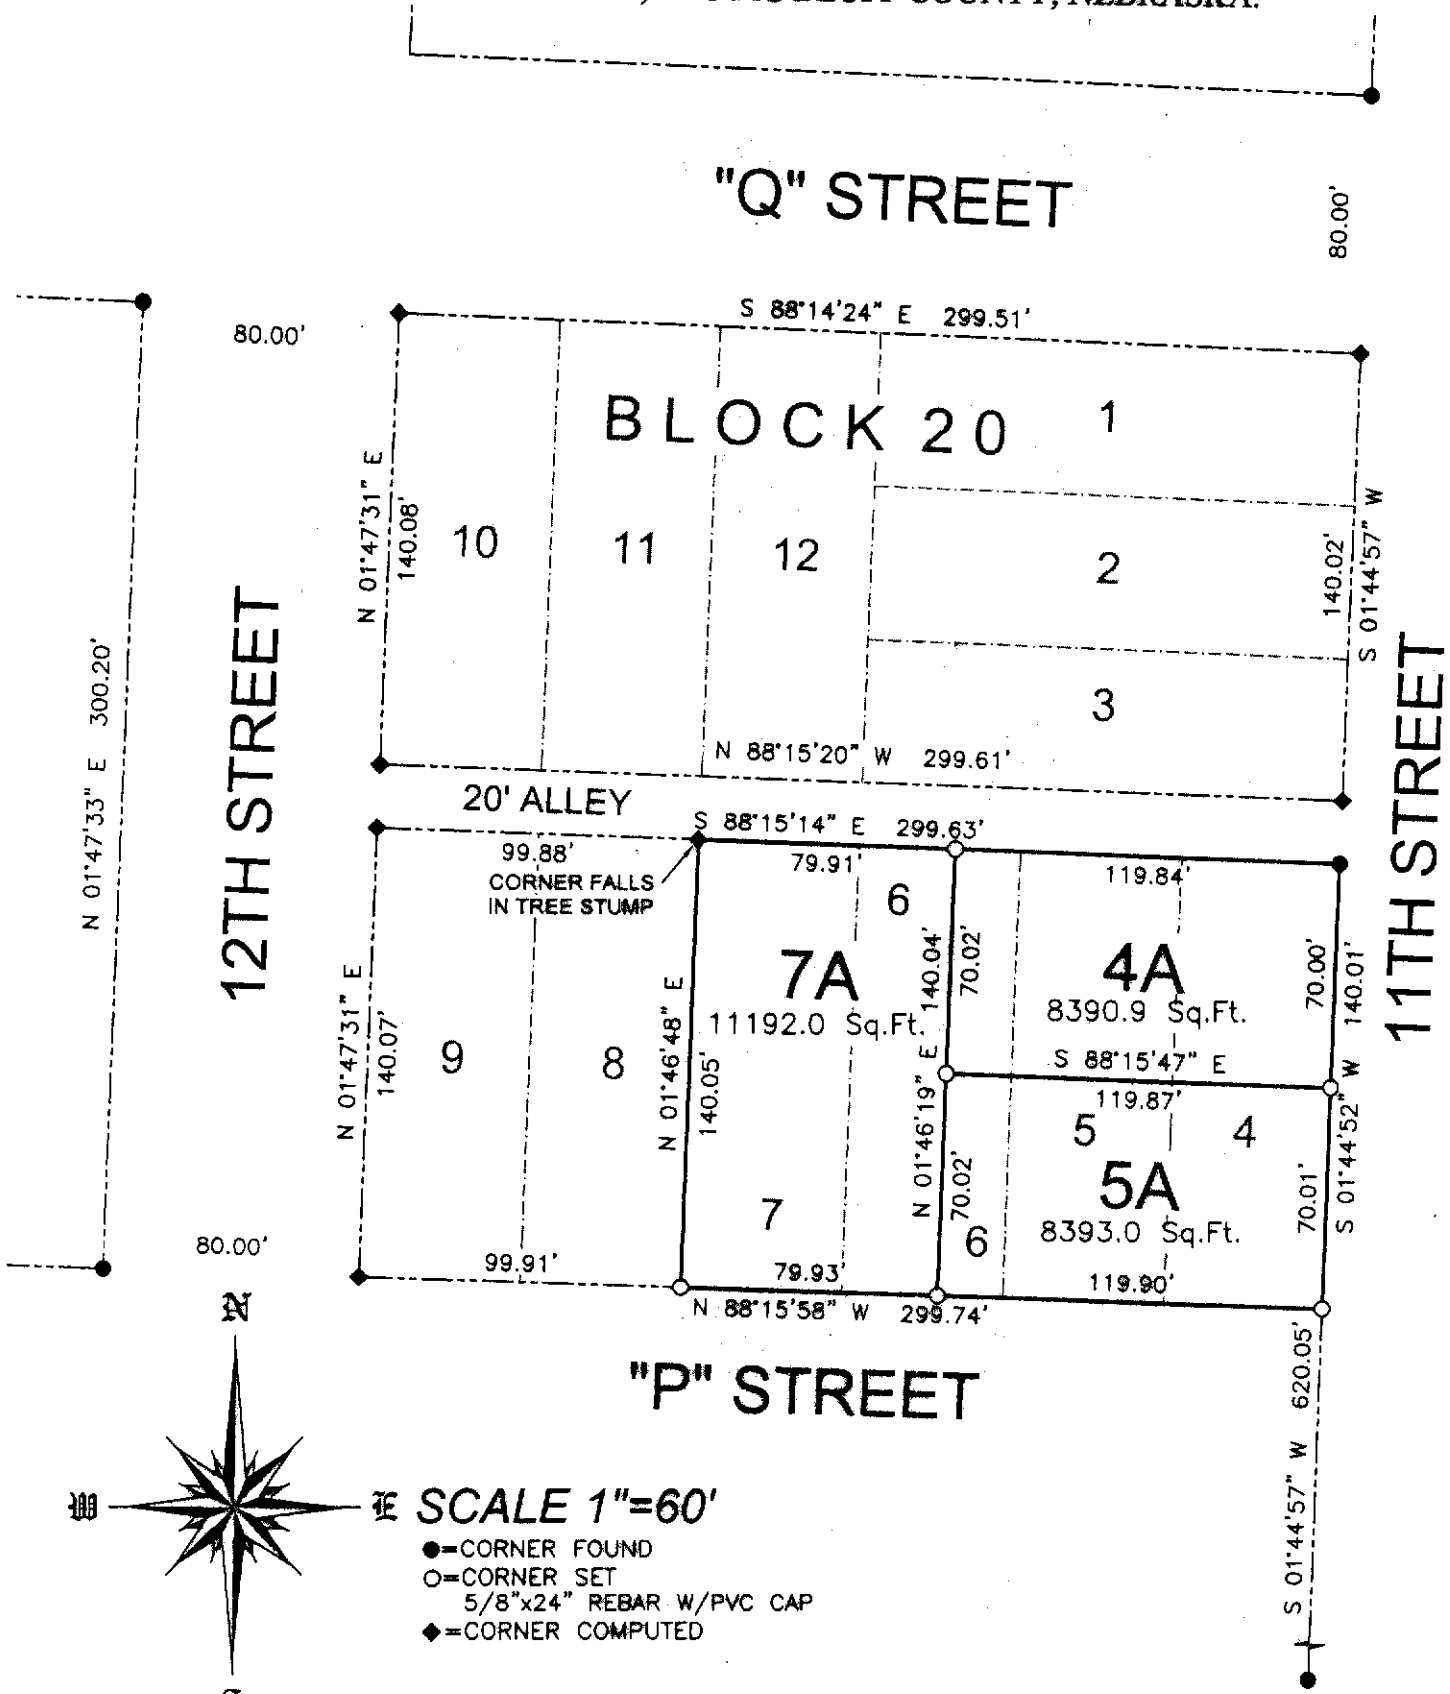 COUNTY, NEBRASKA.
"Q" STREET
80.00'
80.00'
S 88°14'24" E 299.51'
BLOCK 20
1
N 01°47'31" E
140.08'
10
11
12
2
140.02'
S 01°44'57" W
3
N 88°15'20" W 299.61'
12TH STREET
11TH STREET
N 01°47'33" E 300.20'
20' ALLEY
S 88°15'14" E 299.63'
99.88'
79.91'
119.84'
CORNER FALLS
IN TREE STUMP
6
7A
11192.0 Sq.Ft.
140.04'
70.02'
4A
8390.9 Sq.Ft.
70.00'
140.01'
N 01°47'31" E
140.07'
9
8
N 01°46'48" E
140.05'
S 88°15'47" E
119.87'
N 01°46'19" E
70.02'
5
4
5A
8393.0 Sq.Ft.
70.01'
S 01°44'52" W
7
6
80.00'
99.91'
79.93'
119.90'
N 88°15'58" W 299.74'
"P" STREET
S 01°44'57" W 620.05'
N
W
E
SCALE 1"=60'
=CORNER FOUND
=CORNER SET
5/8"x24" REBAR W/PVC CAP
=CORNER COMPUTED